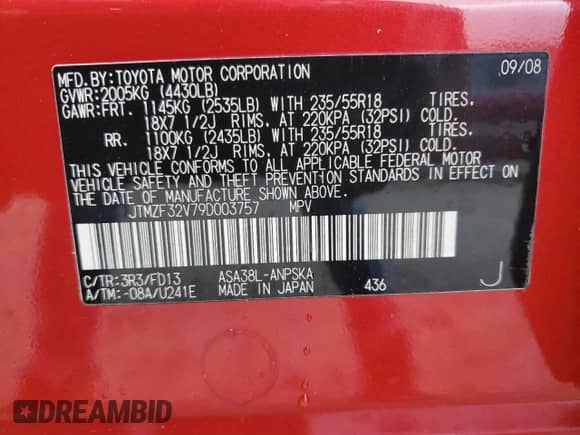 MFD.BY:TOYOTA MOTOR CORPORATION 09/08
GVWR:2005KG (4430LB)
GAWR:FRT. 1145KG (2535LB) WITH 235/55R18 TIRES,
18X7 1/2J RIMS, AT 220KPA (32PSI) COLD.
RR. 1100KG (2435LB) WITH 235/55R18 TIRES,
18X7 1/2J RIMS, AT 220KPA (32PSI) COLD.
THIS VEHICLE CONFORMS TO ALL APPLICABLE FEDERAL MOTOR
VEHICLE SAFETY AND THEFT PREVENTION STANDARDS IN EFFECT ON
THE DATE OF MANUFACTURE SHOWN ABOVE.
JTMZF32V79D003757 MPV
C/TR:3R3/FD13 ASA38L-ANPSKA
A/TM:-08A/U241E MADE IN JAPAN 436 J
DREAMBID